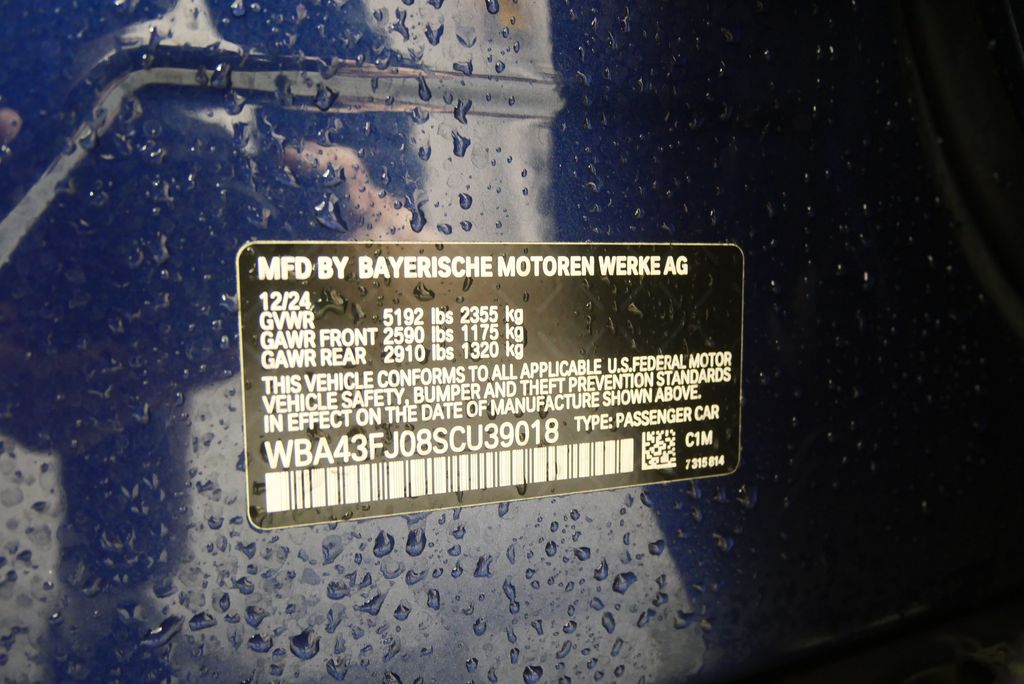 MFD BY BAYERISCHE MOTOREN WERKE AG
12/24
GVWR 5192 lbs 2355 kg
GAWR FRONT 2590 lbs 1175 kg
GAWR REAR 2910 lbs 1320 kg
THIS VEHICLE CONFORMS TO ALL APPLICABLE U.S.FEDERAL MOTOR
VEHICLE SAFETY, BUMPER AND THEFT PREVENTION STANDARDS
IN EFFECT ON THE DATE OF MANUFACTURE SHOWN ABOVE.
WBA43FJ08SCU39018 TYPE: PASSENGER CAR
C1M
7315614